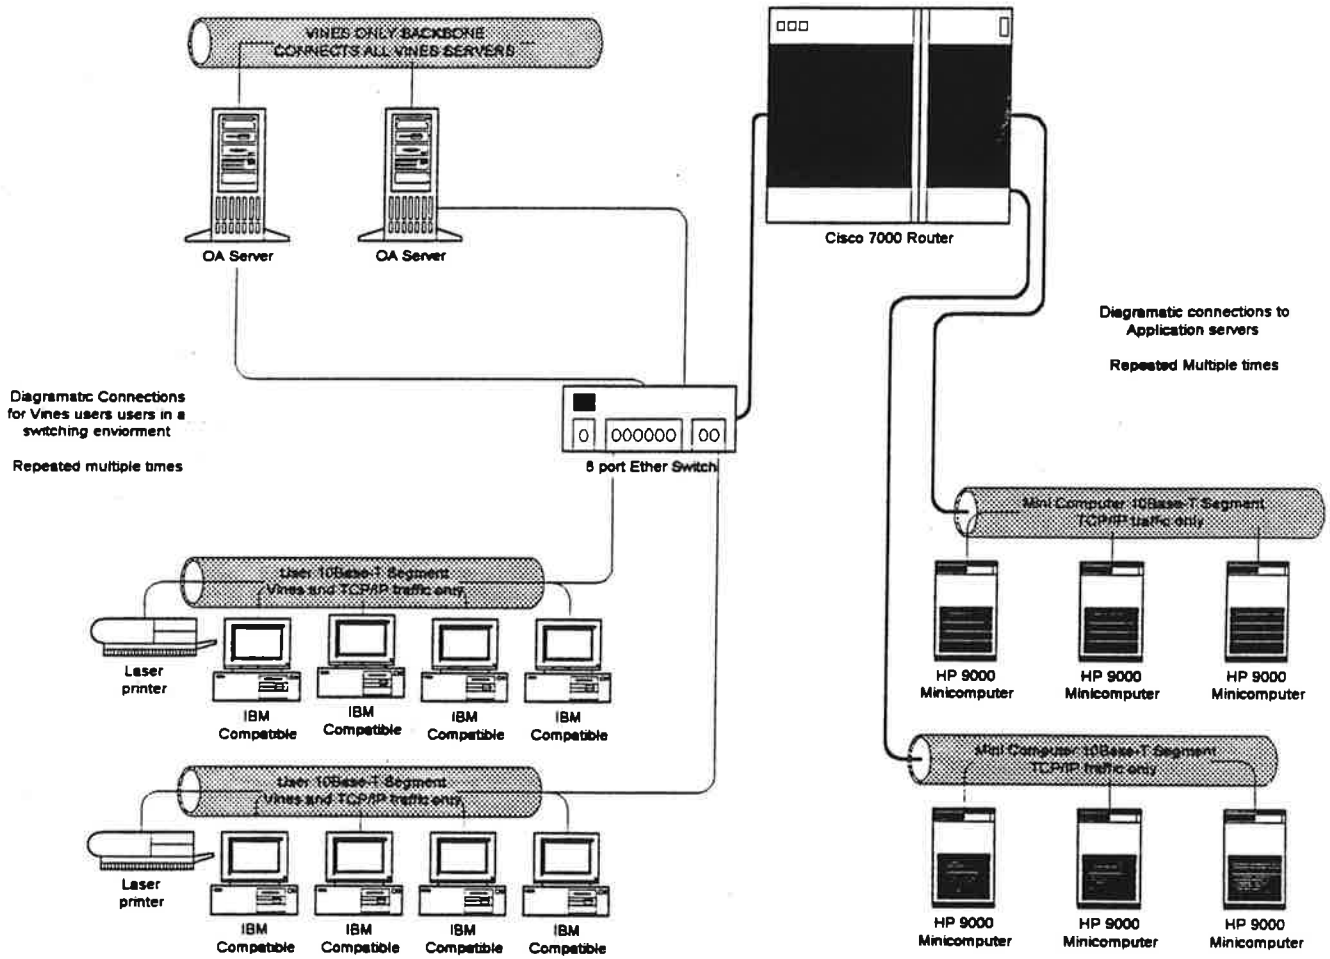 VINES ONLY BACKBONE
CONNECTS ALL VINES SERVERS
OA Server
OA Server
Cisco 7000 Router
Diagramatic connections to
Application servers
Repeated Multiple times
Diagramatic Connections
for Vines users users in a
switching enviorment
Repeated multiple times
8 port Ether Switch
Mini Computer 10Base-T Segment
TCP/IP traffic only
HP 9000
Minicomputer
HP 9000
Minicomputer
HP 9000
Minicomputer
User 10Base-T Segment
Vines and TCP/IP traffic only
Laser
printer
IBM
Compatible
IBM
Compatible
IBM
Compatible
IBM
Compatible
Mini Computer 10Base-T Segment
TCP/IP traffic only
HP 9000
Minicomputer
HP 9000
Minicomputer
HP 9000
Minicomputer
User 10Base-T Segment
Vines and TCP/IP traffic only
Laser
printer
IBM
Compatible
IBM
Compatible
IBM
Compatible
IBM
Compatible